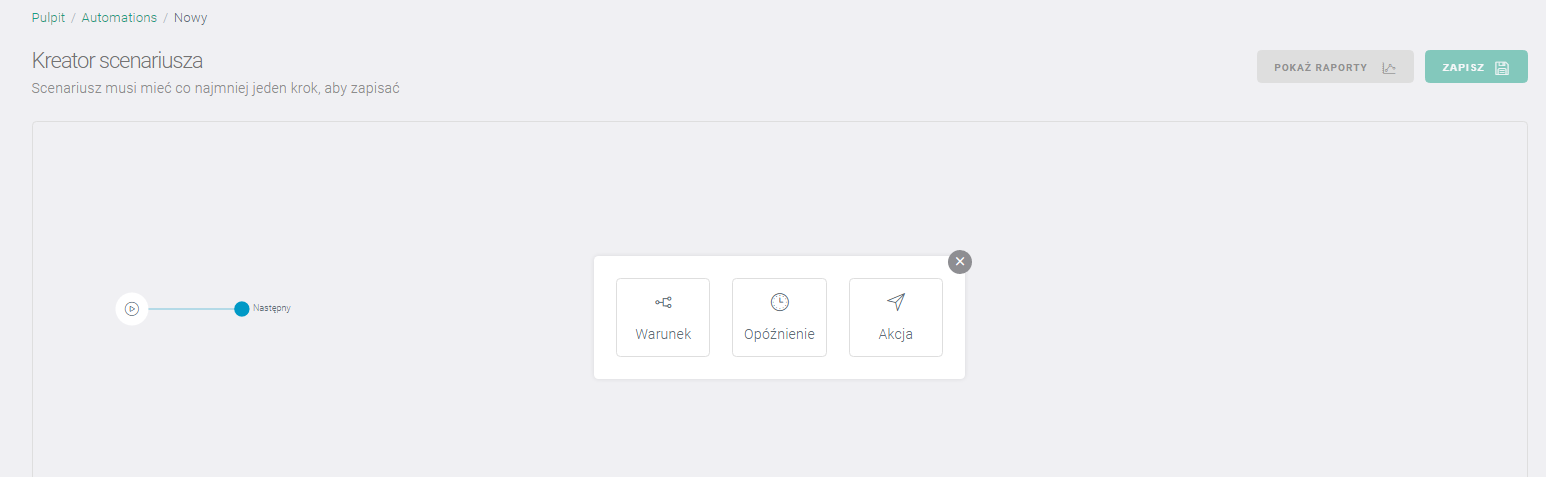 Pulpit / Automations / Nowy
Kreator scenariusza
Scenariusz musi mieć co najmniej jeden krok, aby zapisać
POKAŻ RAPORTY
ZAPISZ
Następny
Warunek
Opóźnienie
Akcja